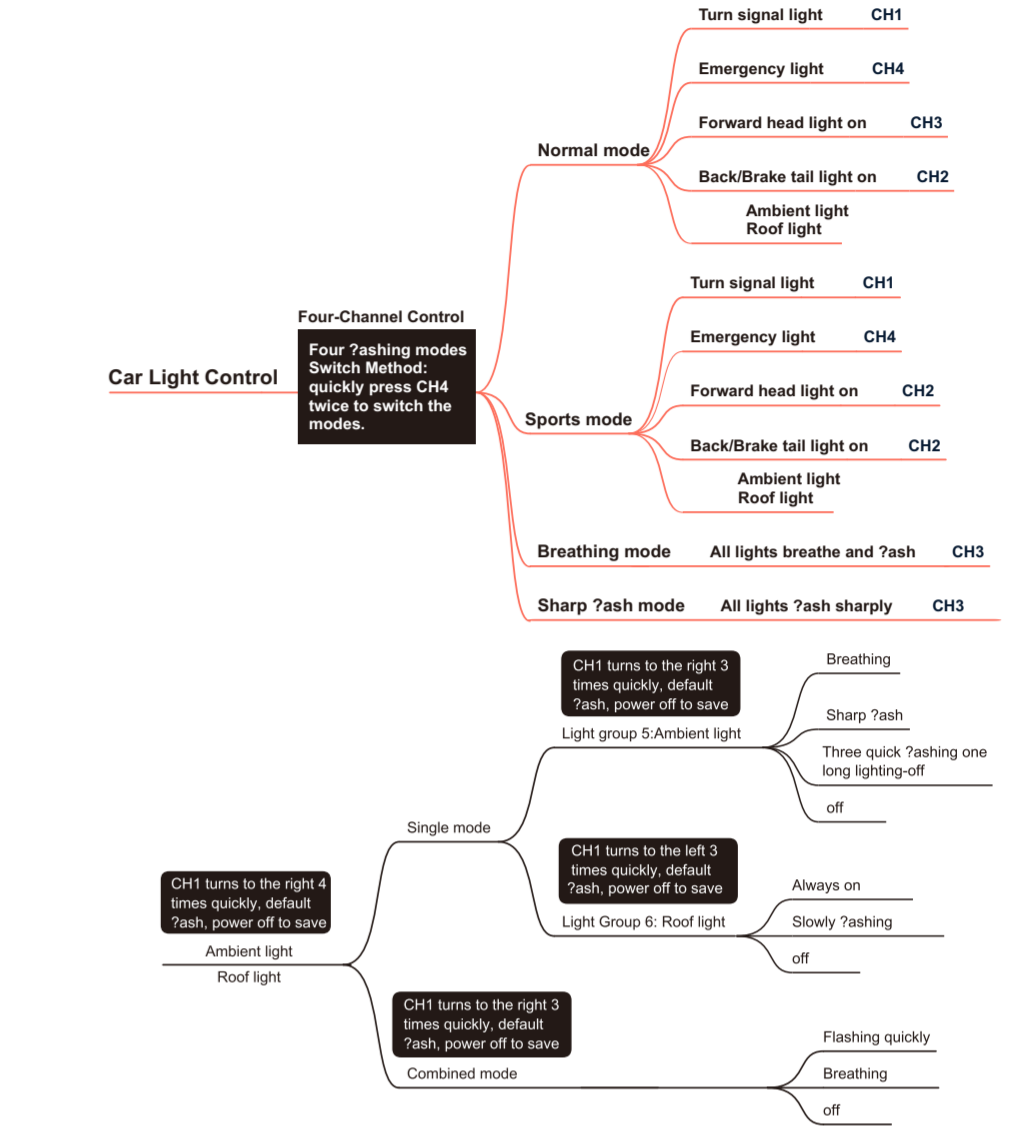 Turn signal light CH1
Emergency light CH4
Forward head light on CH3
Normal mode
Back/Brake tail light on CH2
Ambient light
Roof light
Turn signal light CH1
Four-Channel Control
Four ?ashing modes
Switch Method:
quickly press CH4
twice to switch the
modes.
Car Light Control
Emergency light CH4
Forward head light on CH2
Sports mode
Back/Brake tail light on CH2
Ambient light
Roof light
Breathing mode All lights breathe and ?ash CH3
Sharp ?ash mode All lights ?ash sharply CH3
CH1 turns to the right 3
times quickly, default
?ash, power off to save
Light group 5:Ambient light
Breathing
Sharp ?ash
Three quick ?ashing one
long lighting-off
off
Single mode
CH1 turns to the left 3
times quickly, default
?ash, power off to save
Light Group 6: Roof light
Always on
Slowly ?ashing
off
CH1 turns to the right 4
times quickly, default
?ash, power off to save
Ambient light
Roof light
CH1 turns to the right 3
times quickly, default
?ash, power off to save
Combined mode
Flashing quickly
Breathing
off